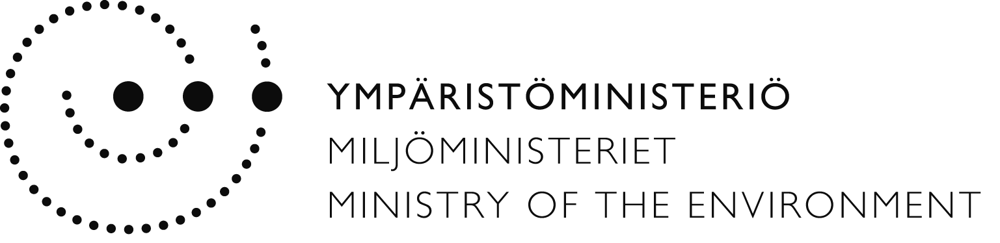 YMPÄRISTÖMINISTERIÖ
MILJÖMINISTERIET
MINISTRY OF THE ENVIRONMENT